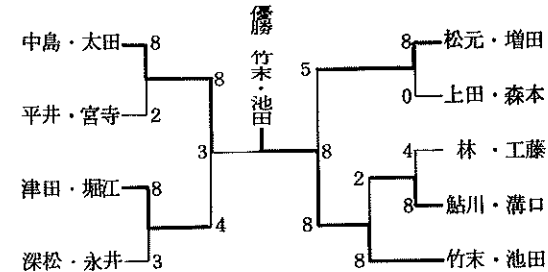 優勝 竹末・池田
中島・太田 8
平井・宮寺 2
8
3
津田・堀江 8
深松・永井 3
4
8 松元・増田
0 上田・森本
5
8
4 林・工藤
8 鮎川・溝口
2
8
8 竹末・池田